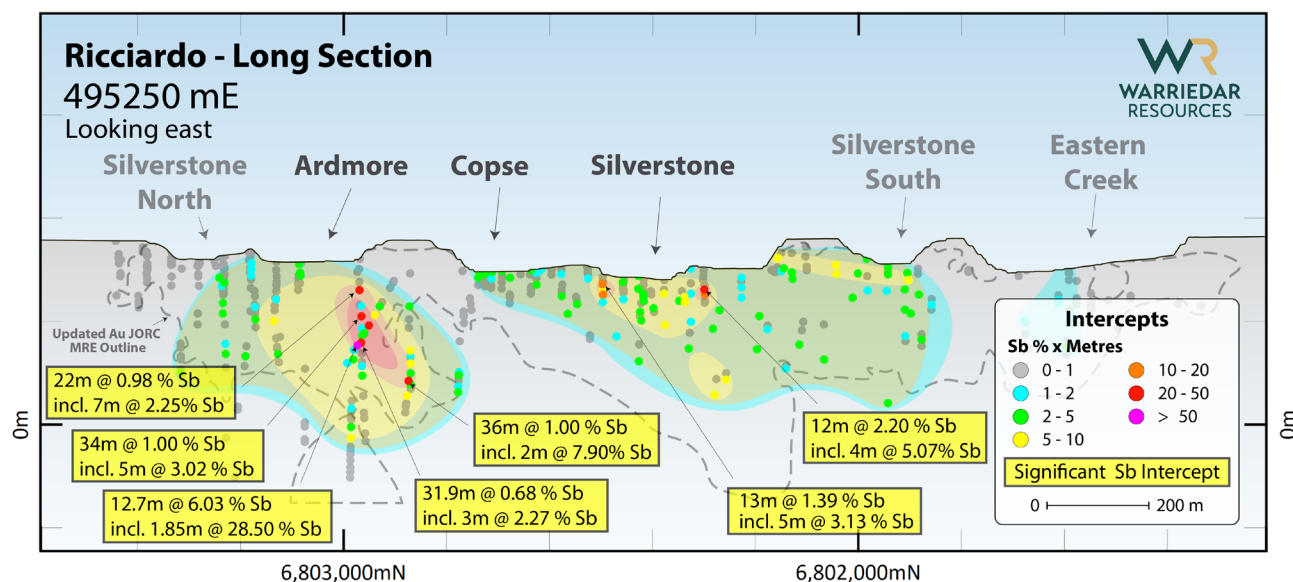 Ricciardo - Long Section
495250 mE
Looking east
WR
WARRIEDAR
RESOURCES
Silverstone
North
Ardmore
Copse
Silverstone
Silverstone
South
Eastern
Creek
Updated Au JORC
MRE Outline
22m @ 0.98 % Sb
incl. 7m @ 2.25% Sb
34m @ 1.00 % Sb
incl. 5m @ 3.02 % Sb
12.7m @ 6.03 % Sb
incl. 1.85m @ 28.50 % Sb
36m @ 1.00 % Sb
incl. 2m @ 7.90% Sb
31.9m @ 0.68 % Sb
incl. 3m @ 2.27 % Sb
12m @ 2.20 % Sb
incl. 4m @ 5.07% Sb
13m @ 1.39 % Sb
incl. 5m @ 3.13 % Sb
Intercepts
Sb % x Metres
0 - 1
1 - 2
2 - 5
5 - 10
10 - 20
20 - 50
> 50
Significant Sb Intercept
0 200 m
0m
0m
6,803,000mN
6,802,000mN